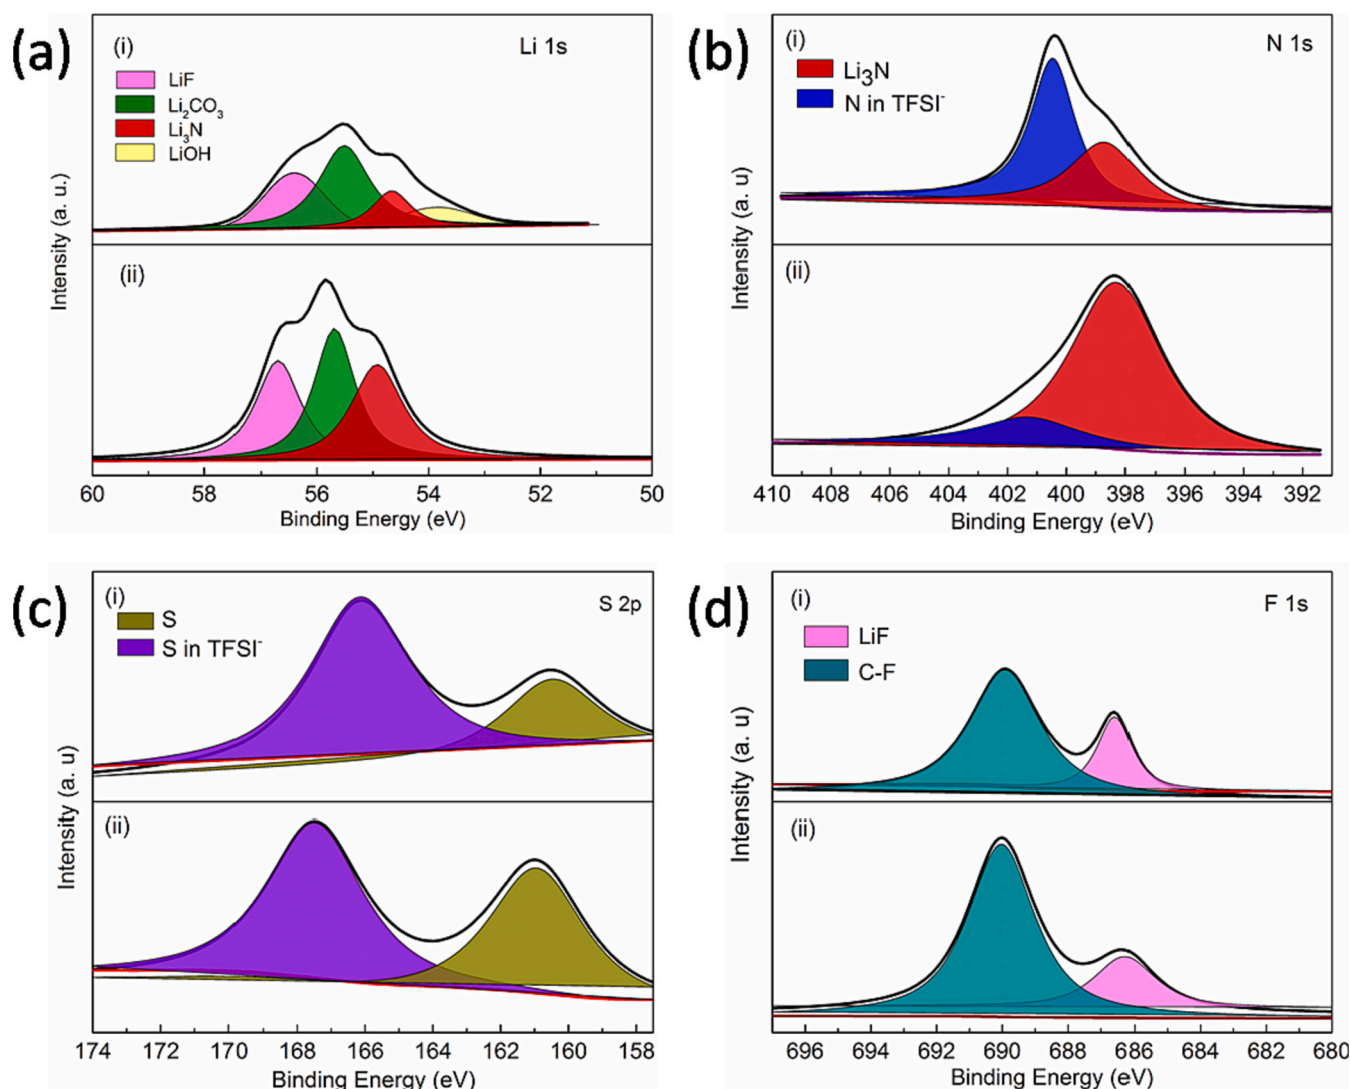 (a)
(i)
Li 1s
LiF
Li₂CO₃
Li₃N
LiOH
(ii)
Intensity (a. u.)
60 58 56 54 52 50
Binding Energy (eV)
(b)
(i)
N 1s
Li₃N
N in TFSI⁻
(ii)
Intensity (a. u)
410 408 406 404 402 400 398 396 394 392
Binding Energy (eV)
(c)
(i)
S 2p
S
S in TFSI⁻
(ii)
Intensity (a. u)
174 172 170 168 166 164 162 160 158
Binding Energy (eV)
(d)
(i)
F 1s
LiF
C-F
(ii)
Intensity (a. u)
696 694 692 690 688 686 684 682 680
Binding Energy (eV)